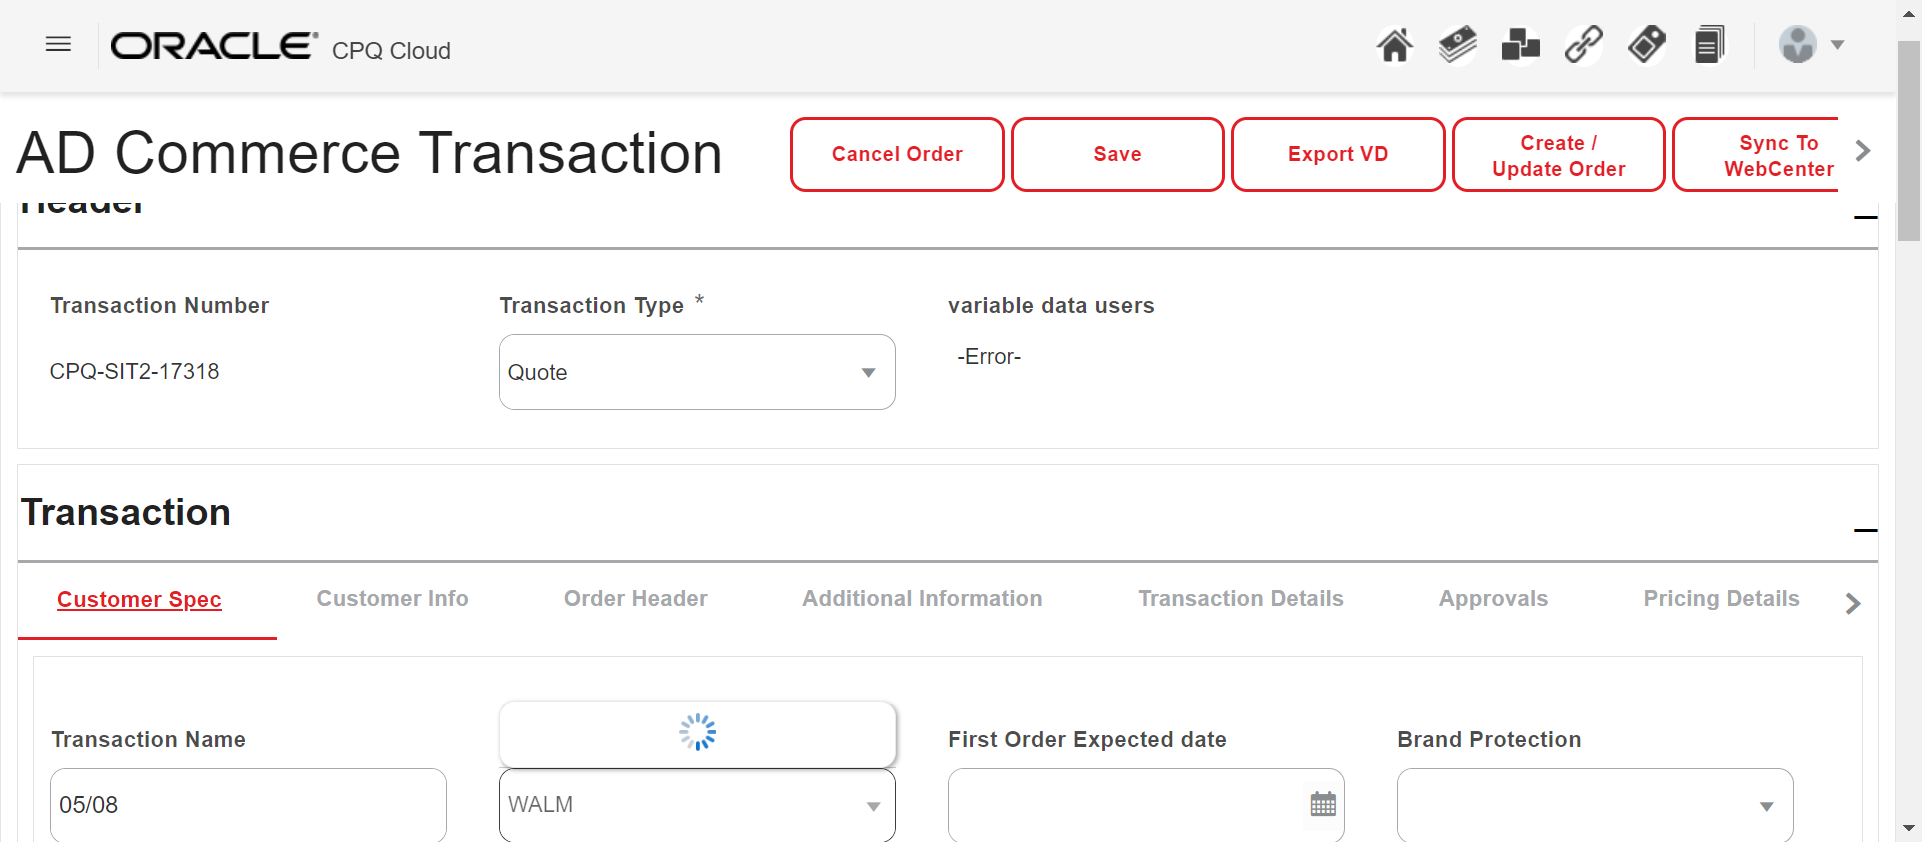 ORACLE CPQ Cloud
AD Commerce Transaction
Cancel Order
Save
Export VD
Create /
Update Order
Sync To
WebCenter
Header
Transaction Number
Transaction Type *
variable data users
CPQ-SIT2-17318
Quote
-Error-
Transaction
Customer Spec
Customer Info
Order Header
Additional Information
Transaction Details
Approvals
Pricing Details
Transaction Name
First Order Expected date
Brand Protection
05/08
WALM